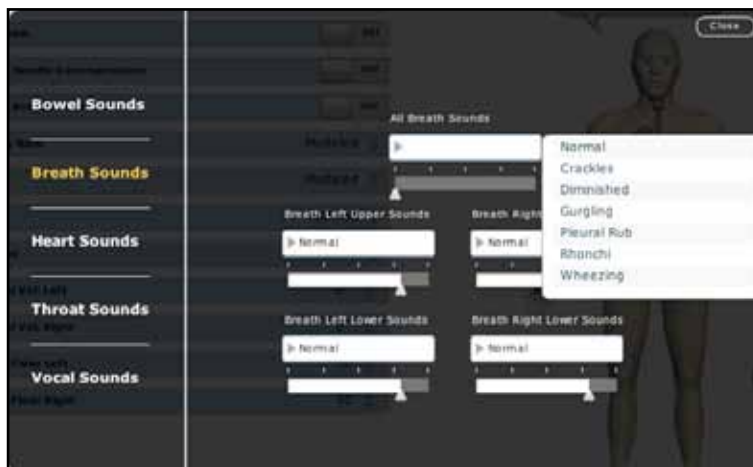 Close
Bowel Sounds
Breath Sounds
Heart Sounds
Throat Sounds
Vocal Sounds
All Breath Sounds
Normal
Crackles
Diminished
Gurgling
Pleural Rub
Rhonchi
Wheezing
Breath Left Upper Sounds
Breath Right
Normal
Normal
Breath Left Lower Sounds
Breath Right Lower Sounds
Normal
Normal